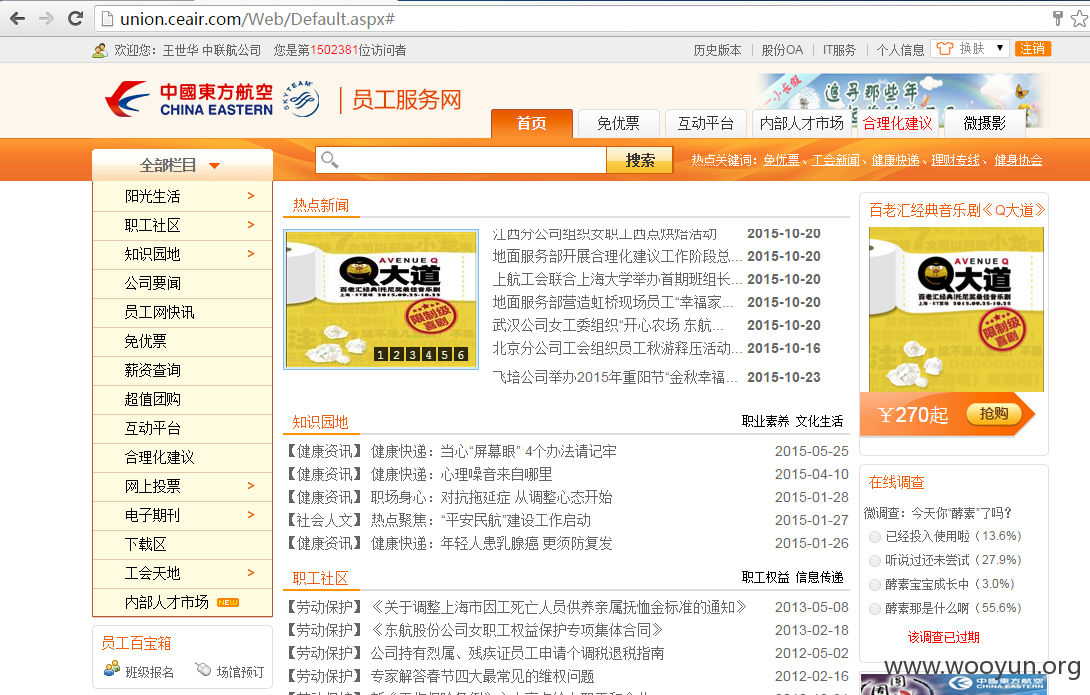 union.ceair.com/Web/Default.aspx#
欢迎您：王世华 中联航公司 您是第1502381位访问者
历史版本 股份OA IT服务 个人信息 换肤 ▼ 注销
中國東方航空
CHINA EASTERN
SKYTEAM
员工服务网
小长假
追寻那些年
首页 免优票 互动平台 内部人才市场 合理化建议 微摄影
全部栏目
搜索
热点关键词：免优票、工会新闻、健康快递、理财专线、健身协会
阳光生活 >
职工社区 >
知识园地 >
公司要闻
员工网快讯
免优票
薪资查询
超值团购
互动平台
合理化建议
网上投票 >
电子期刊 >
下载区
工会天地 >
内部人才市场 NEW
员工百宝箱
班级报名 场馆预订
热点新闻
AVENUE Q
Q大道
百老汇经典|托尼奖最佳音乐剧
限制级
喜剧
1 2 3 4 5 6
江西分公司组织女职工西点烘焙活动 2015-10-20
地面服务部开展合理化建议工作阶段总... 2015-10-20
上航工会联合上海大学举办首期班组长... 2015-10-20
地面服务部营造虹桥现场员工“幸福家... 2015-10-20
武汉公司女工委组织“开心农场 东航... 2015-10-20
北京分公司工会组织员工秋游释压活动... 2015-10-16
飞培公司举办2015年重阳节“金秋幸福... 2015-10-23
知识园地 职业素养 文化生活
【健康资讯】 健康快递：当心“屏幕眼” 4个办法请记牢 2015-05-25
【健康资讯】 健康快递：心理噪音来自哪里 2015-04-10
【健康资讯】 职场身心：对抗拖延症 从调整心态开始 2015-01-28
【社会人文】 热点聚焦：“平安民航”建设工作启动 2015-01-27
【健康资讯】 健康快递：年轻人患乳腺癌 更须防复发 2015-01-26
职工社区 职工权益 信息传递
【劳动保护】 《关于调整上海市因工死亡人员供养亲属抚恤金标准的通知》 2013-05-08
【劳动保护】 《东航股份公司女职工权益保护专项集体合同》 2013-02-18
【劳动保护】 公司持有烈属、残疾证员工申请个调税退税指南 2012-05-02
【劳动保护】 专家解答春节四大最常见的维权问题 2012-02-16
百老汇经典音乐剧《Q大道》
AVENUE Q
Q大道
百老汇经典|托尼奖最佳音乐剧
限制级
喜剧
¥270起 抢购
在线调查
微调查：今天你“酵素”了吗？
已经投入使用啦（13.6%）
听说过还未尝试（27.9%）
酵素宝宝成长中（3.0%）
酵素那是什么啊（55.6%）
该调查已过期
www.wooyun.org